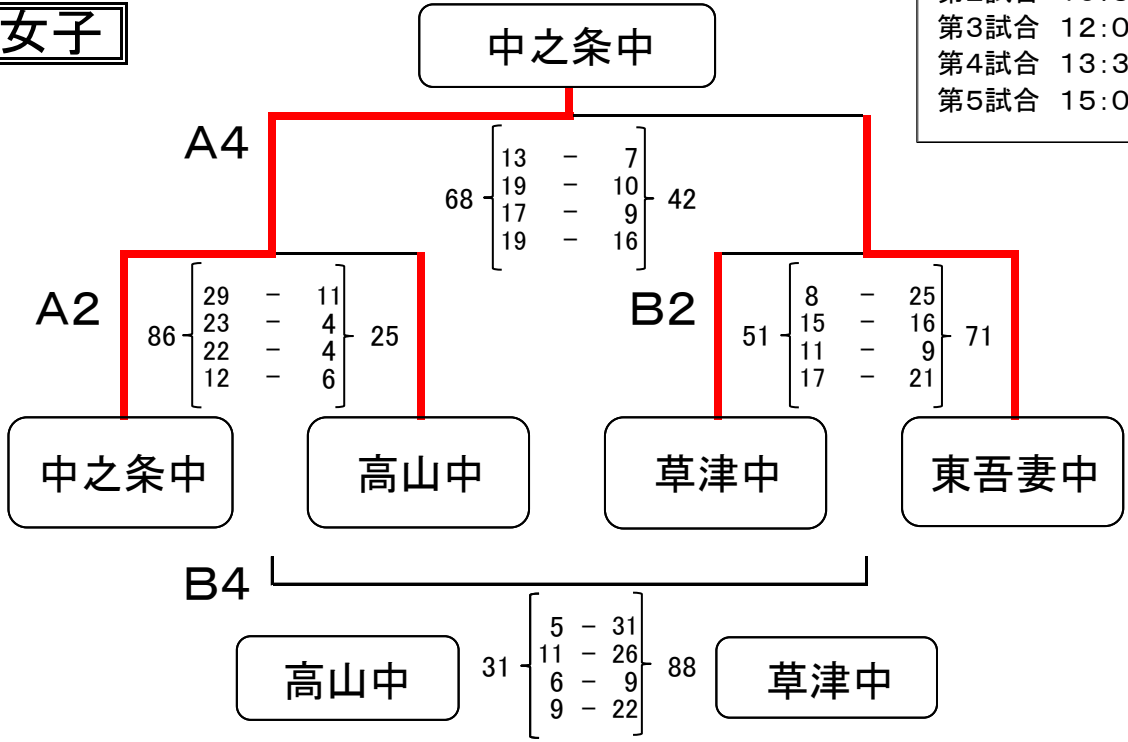 女子
中之条中
第3試合 12:0
第4試合 13:3
第5試合 15:0
A4
13 － 7
19 － 10
68 17 － 9 42
19 － 16
A2
29 － 11
23 － 4
86 22 － 4 25
12 － 6
B2
8 － 25
15 － 16
51 11 － 9 71
17 － 21
中之条中 高山中 草津中 東吾妻中
B4
5 － 31
11 － 26
31 6 － 9 88
9 － 22
高山中 草津中